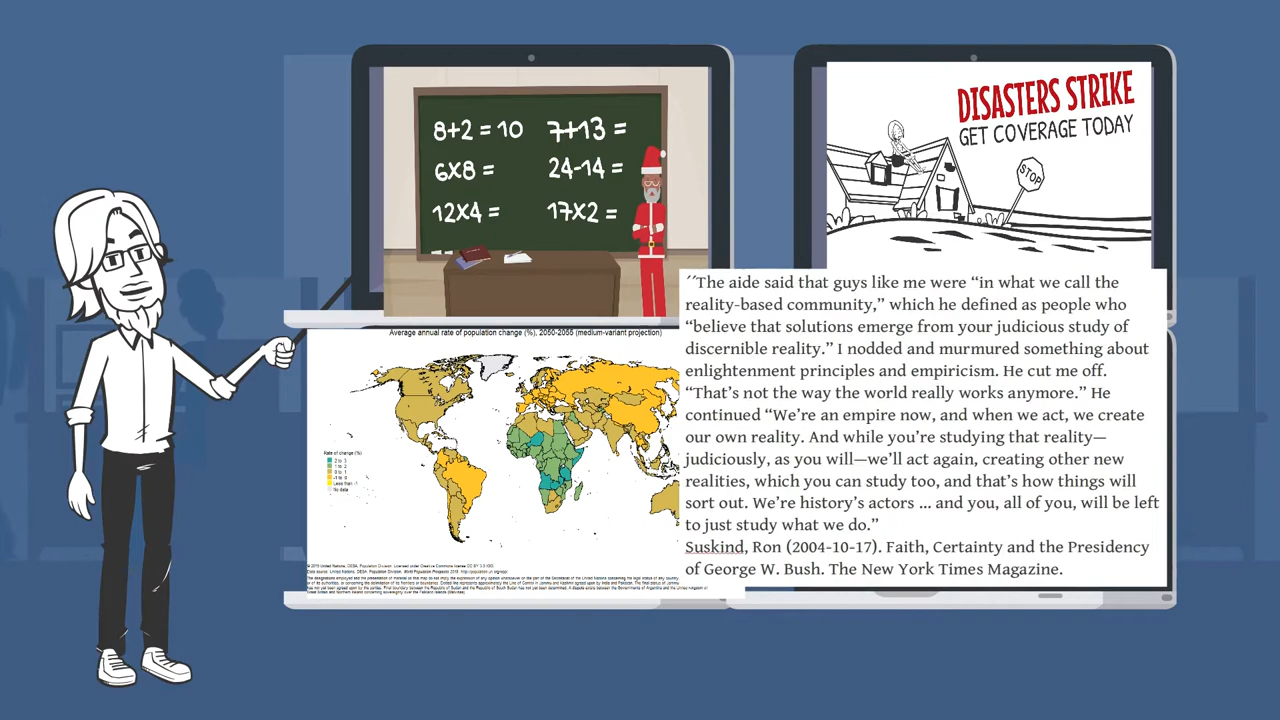 8+2 = 10 7+13 =
6X8 = 24-14 =
12X4 = 17X2 =
DISASTERS STRIKE
GET COVERAGE TODAY
STOP
´´The aide said that guys like me were “in what we call the
reality-based community,” which he defined as people who
“believe that solutions emerge from your judicious study of
discernible reality.” I nodded and murmured something about
enlightenment principles and empiricism. He cut me off.
“That’s not the way the world really works anymore.” He
continued “We’re an empire now, and when we act, we create
our own reality. And while you’re studying that reality—
judiciously, as you will—we’ll act again, creating other new
realities, which you can study too, and that’s how things will
sort out. We’re history’s actors ... and you, all of you, will be left
to just study what we do.”
Suskind, Ron (2004-10-17). Faith, Certainty and the Presidency
of George W. Bush. The New York Times Magazine.
Average annual rate of population change (%), 2050-2055 (medium-variant projection)
Rate of change (%)
2 to 3
1 to 2
0 to 1
-1 to 0
Less than -1
No data